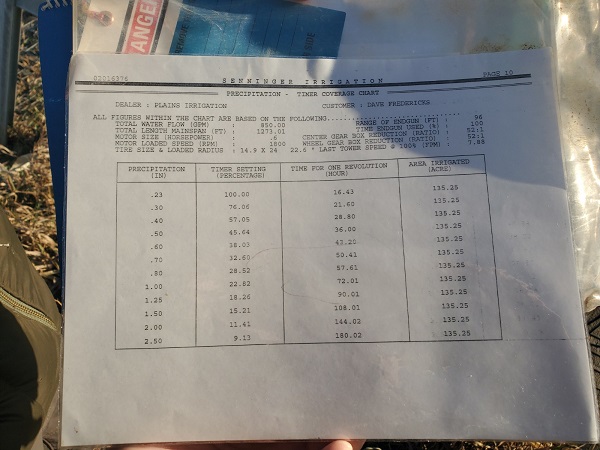 DANGER
02016376 SENNINGER IRRIGATION PAGE 10
PRECIPITATION - TIMER COVERAGE CHART
DEALER : PLAINS IRRIGATION CUSTOMER : DAVE FREDERICKS
ALL FIGURES WITHIN THE CHART ARE BASED ON THE FOLLOWING
TOTAL WATER FLOW (GPM) : 850.00 RANGE OF ENDGUN (FT) : 96
TOTAL LENGTH MAINSPAN (FT) : 1273.01 TIME ENDGUN USED (%) : 100
MOTOR SIZE (HORSEPOWER) : .6 CENTER GEAR BOX REDUCTION (RATIO) : 52:1
MOTOR LOADED SPEED (RPM) : 1800 WHEEL GEAR BOX REDUCTION (RATIO) : 52:1
TIRE SIZE & LOADED RADIUS : 14.9 X 24 22.6 " LAST TOWER SPEED @ 100% (FPM) : 7.88
PRECIPITATION (IN) TIMER SETTING (PERCENTAGE) TIME FOR ONE REVOLUTION (HOUR) AREA IRRIGATED (ACRE)
.23 100.00 16.43 135.25
.30 76.06 21.60 135.25
.40 57.05 28.80 135.25
.50 45.64 36.00 135.25
.60 38.03 43.20 135.25
.70 32.60 50.41 135.25
.80 28.52 57.61 135.25
1.00 22.82 72.01 135.25
1.25 18.26 90.01 135.25
1.50 15.21 108.01 135.25
2.00 11.41 144.02 135.25
2.50 9.13 180.02 135.25